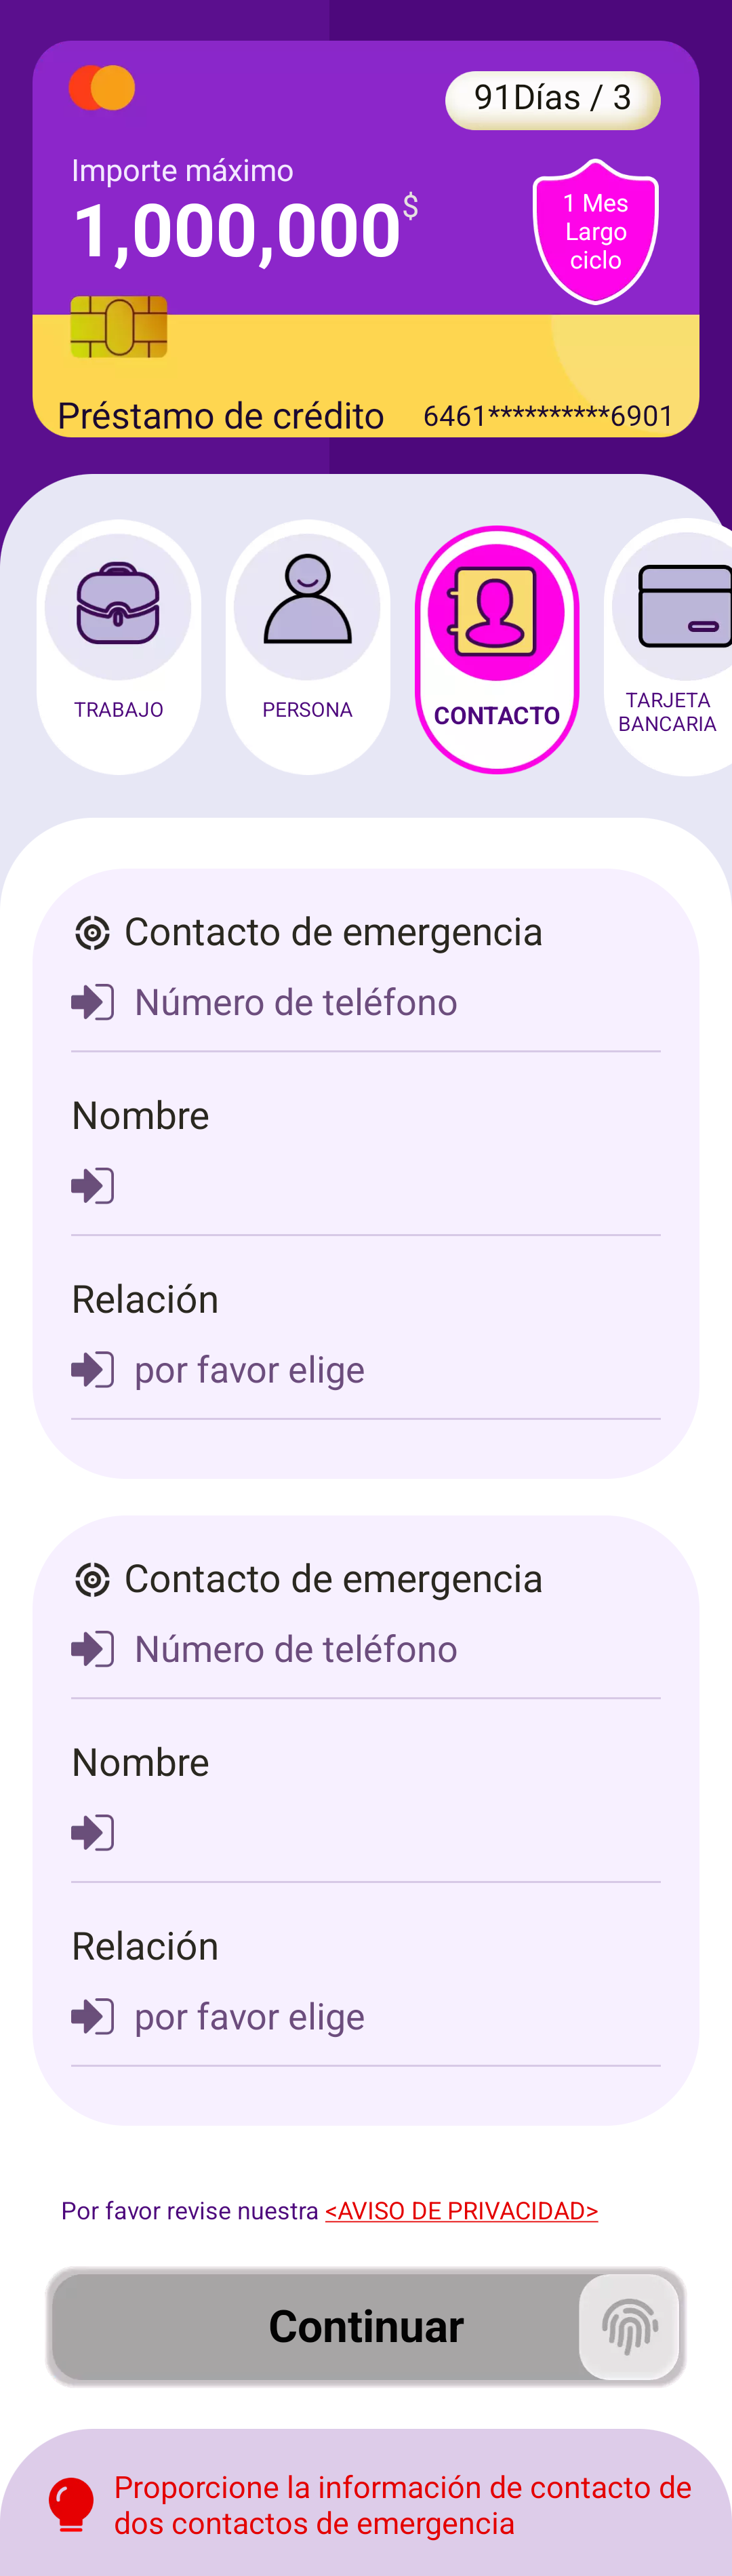 91Días / 3
Importe máximo
1,000,000$
1 Mes
Largo
ciclo
Préstamo de crédito
6461**********6901
TRABAJO
PERSONA
CONTACTO
TARJETA
BANCARIA
Contacto de emergencia
Número de teléfono
Nombre
Relación
por favor elige
Contacto de emergencia
Número de teléfono
Nombre
Relación
por favor elige
Por favor revise nuestra <AVISO DE PRIVACIDAD>
Continuar
Proporcione la información de contacto de
dos contactos de emergencia